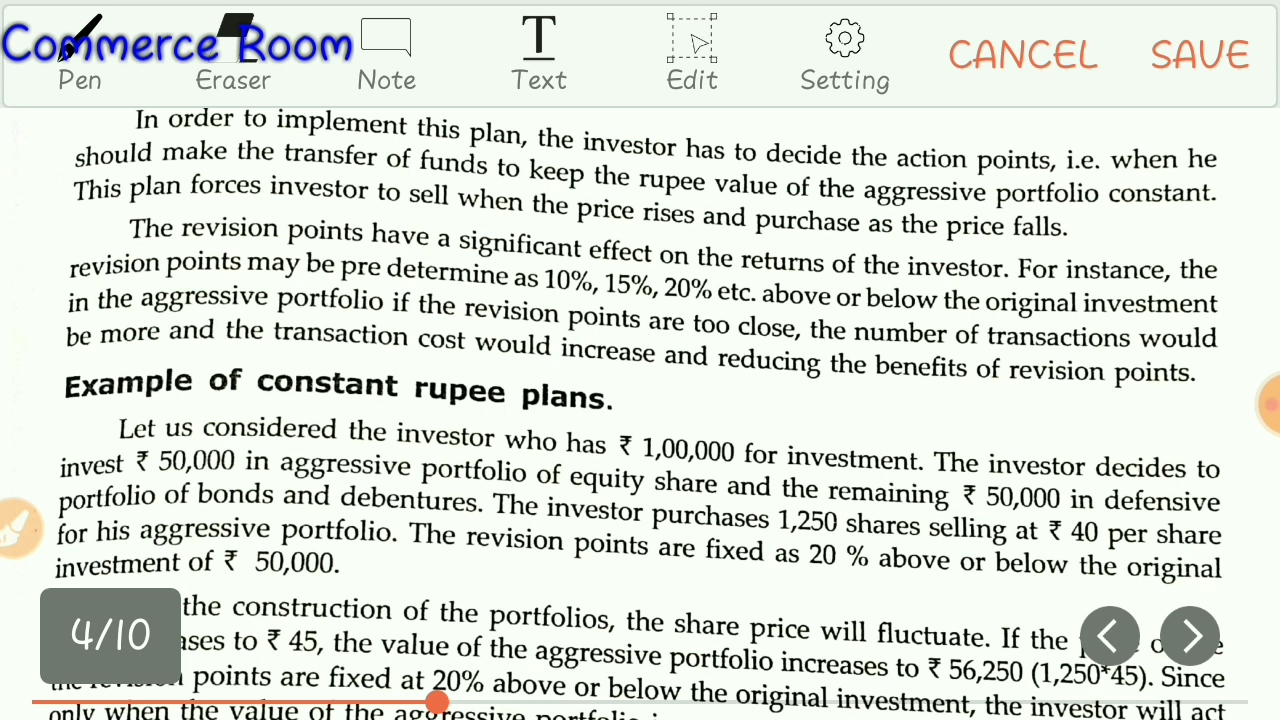 Commerce Room
Pen Eraser Note Text Edit Setting CANCEL SAVE
In order to implement this plan, the investor has to decide the action points, i.e. when he
should make the transfer of funds to keep the rupee value of the aggressive portfolio constant.
This plan forces investor to sell when the price rises and purchase as the price falls.
The revision points have a significant effect on the returns of the investor. For instance, the
revision points may be pre determine as 10%, 15%, 20% etc. above or below the original investment
in the aggressive portfolio if the revision points are too close, the number of transactions would
be more and the transaction cost would increase and reducing the benefits of revision points.
Example of constant rupee plans.
Let us considered the investor who has ₹ 1,00,000 for investment. The investor decides to
invest ₹ 50,000 in aggressive portfolio of equity share and the remaining ₹ 50,000 in defensive
portfolio of bonds and debentures. The investor purchases 1,250 shares selling at ₹ 40 per share
for his aggressive portfolio. The revision points are fixed as 20 % above or below the original
investment of ₹ 50,000.
the construction of the portfolios, the share price will fluctuate. If the
to ₹ 45, the value of the aggressive portfolio increases to ₹ 56,250 (1,250*45). Since
points are fixed at 20% above or below the original investment, the investor will act
only when the value of the aggressive portfolio
4/10